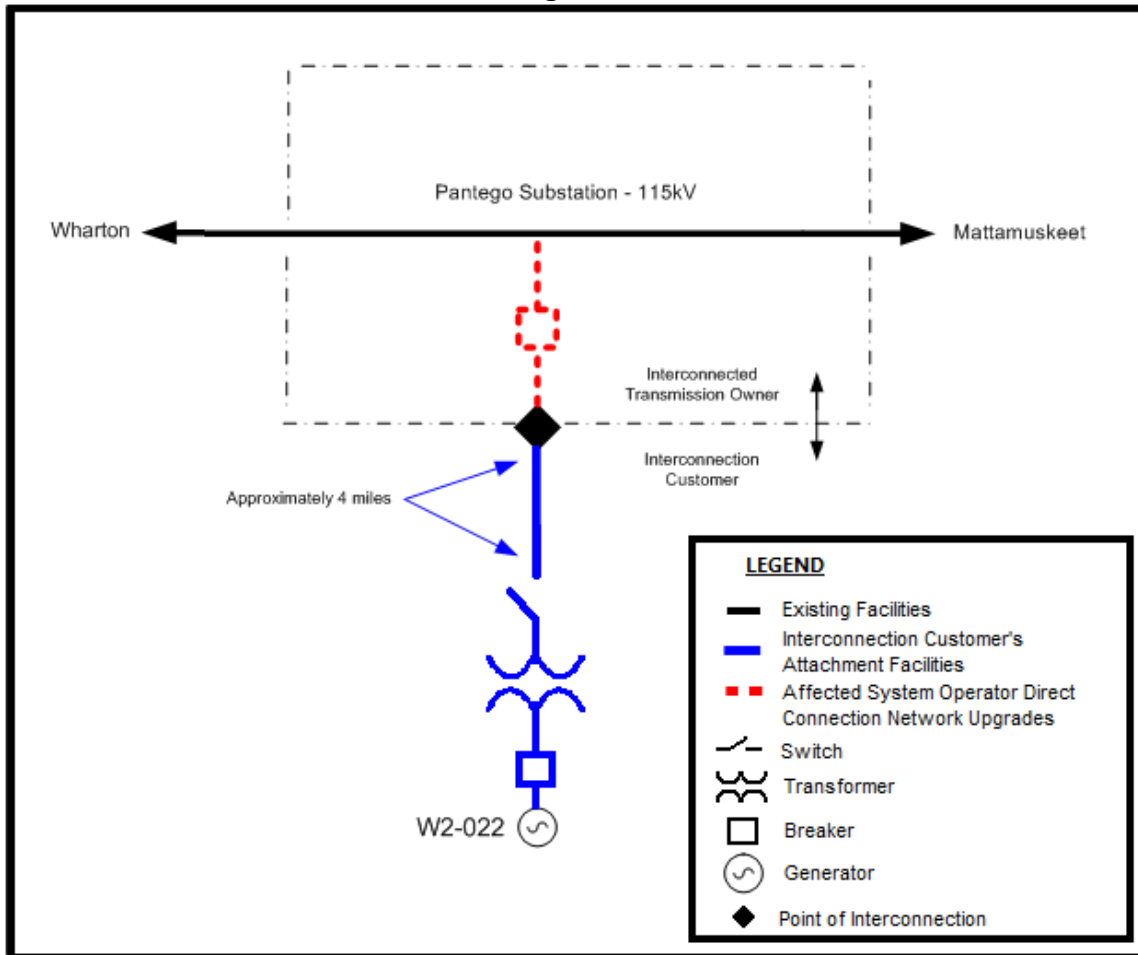 Pantego Substation - 115kV
Wharton
Mattamuskeet
Interconnected
Transmission Owner
Interconnection
Customer
Approximately 4 miles
W2-022
LEGEND
Existing Facilities
Interconnection Customer's
Attachment Facilities
Affected System Operator Direct
Connection Network Upgrades
Switch
Transformer
Breaker
Generator
Point of Interconnection